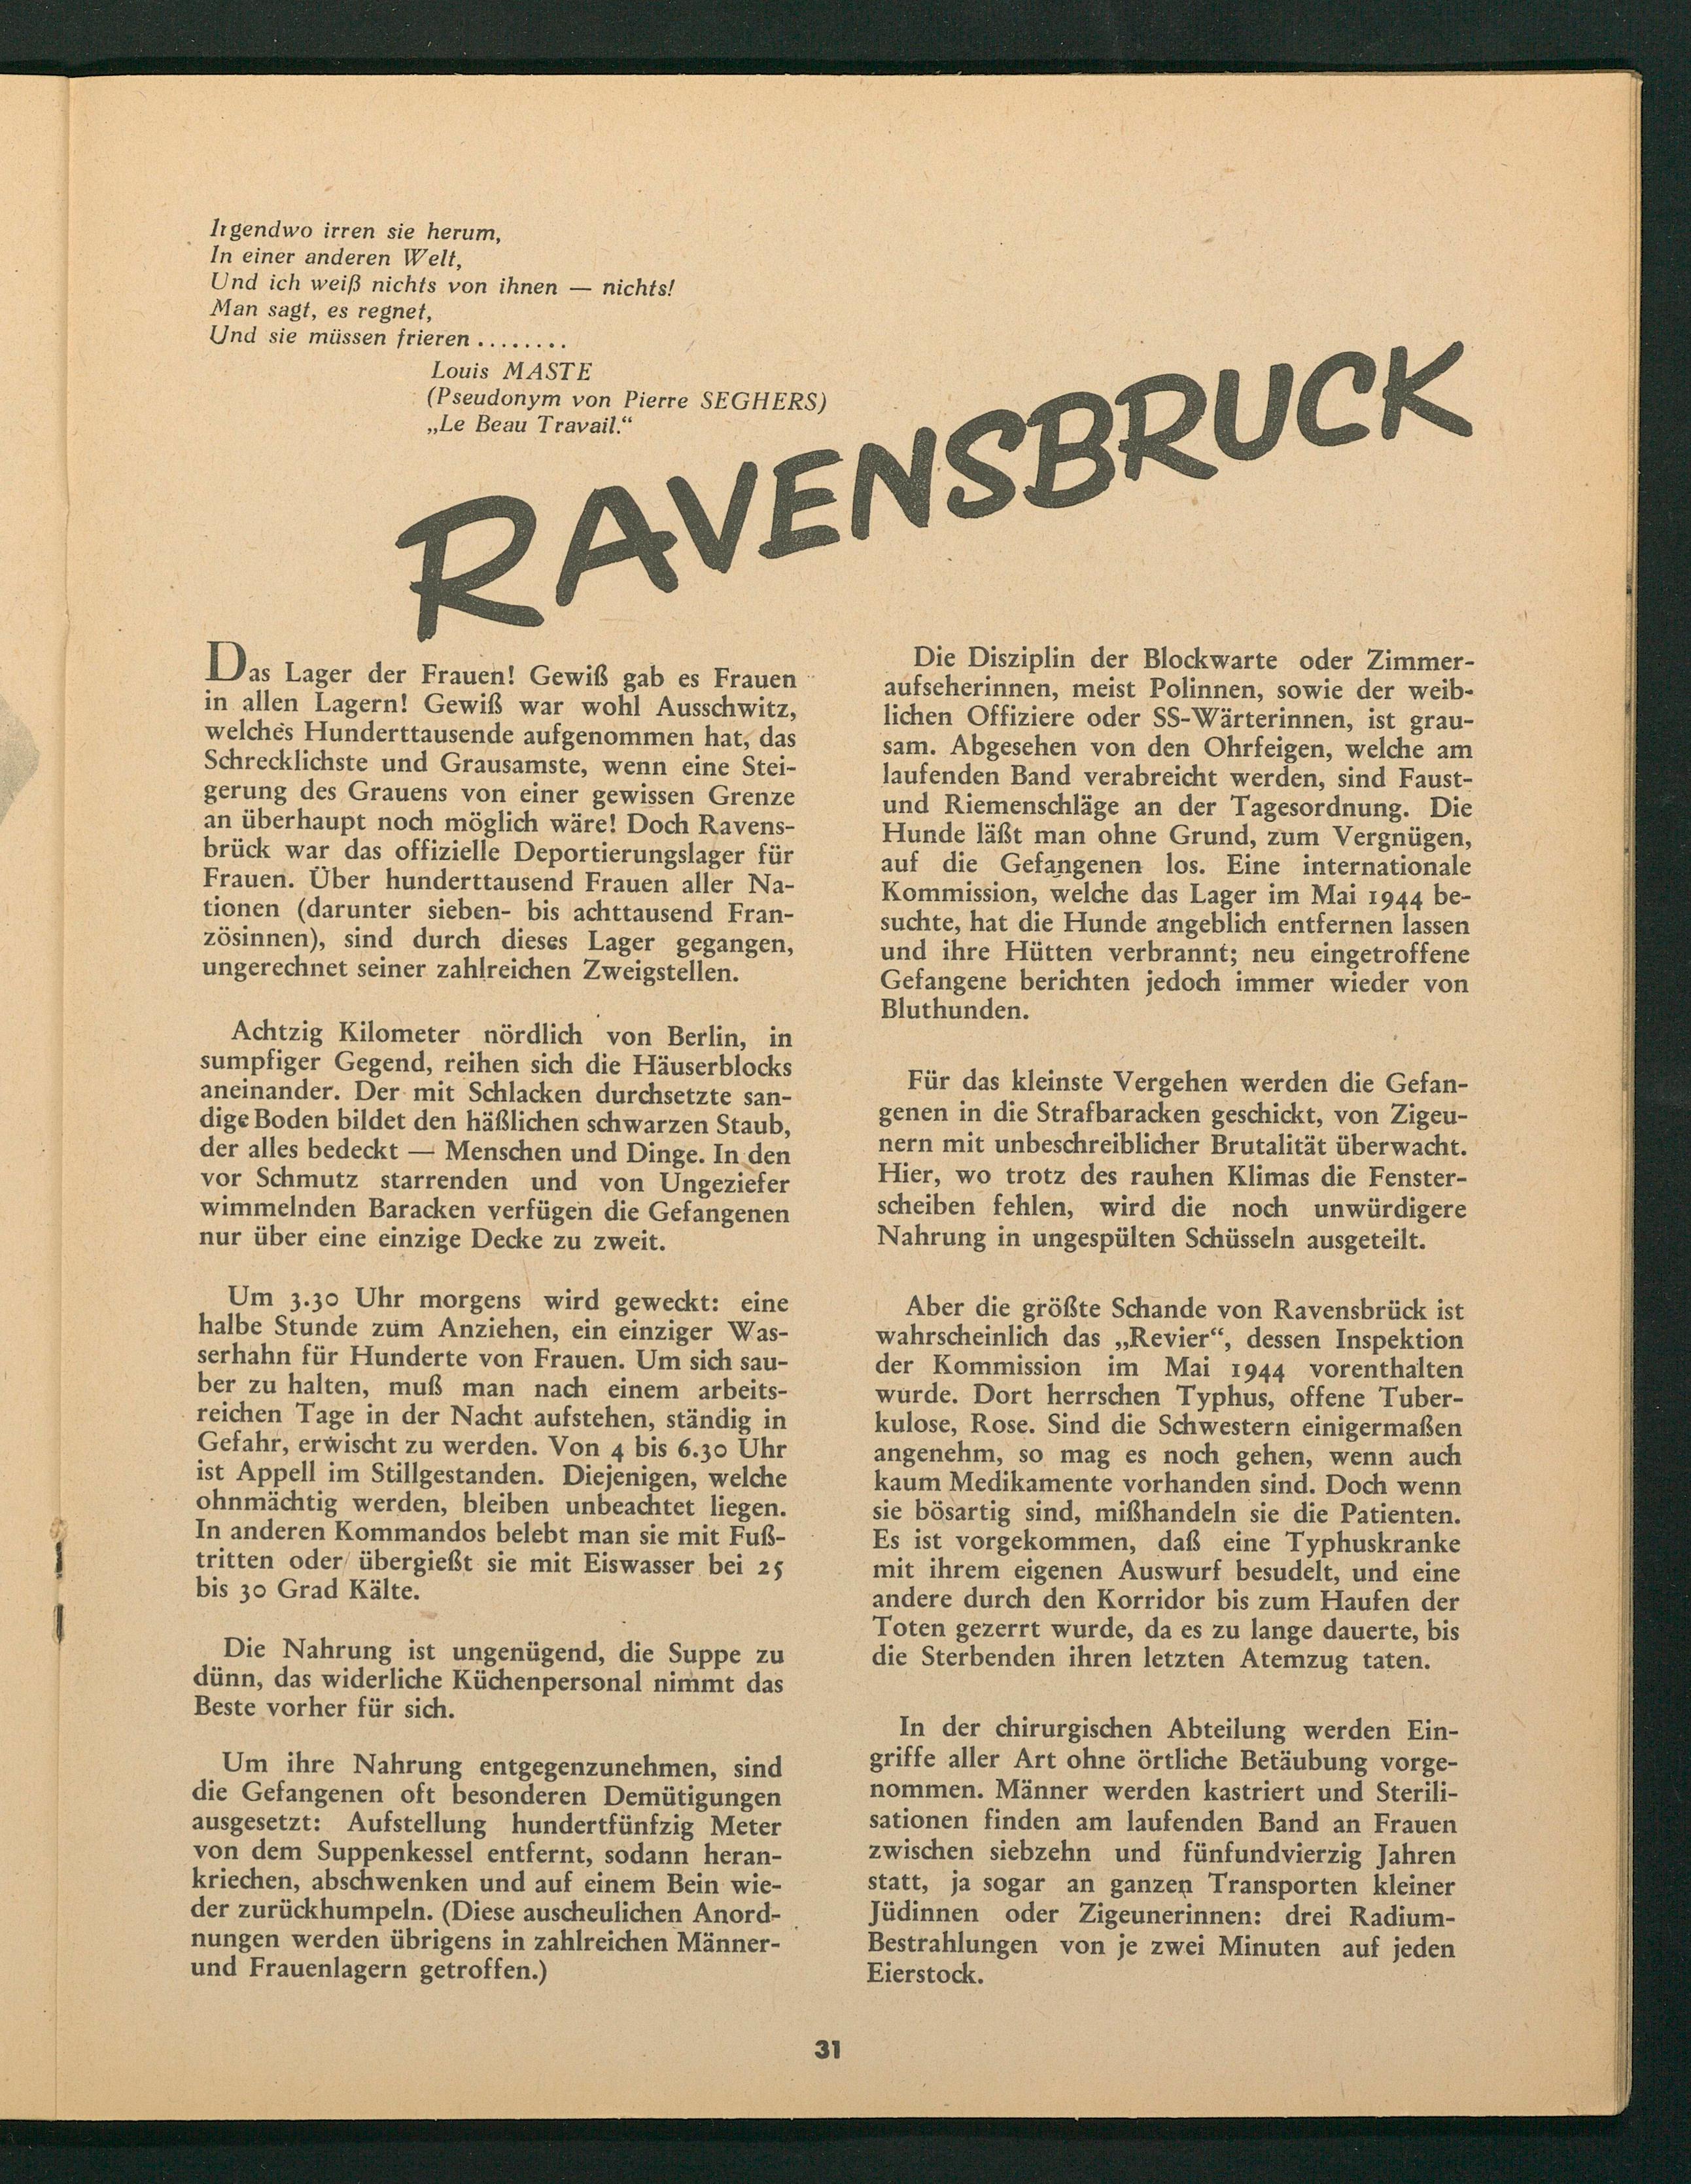 Irgendwo irren sie herum,
In einer anderen Welt,
Und ich weiß nichts von ihnen — nichts!
Man sagt, es regnet,
Und sie müssen frieren ........
Louis MASTE
(Pseudonym von Pierre SEGHERS)
„Le Beau Travail.“
RAVENSBRUCK
Das Lager der Frauen! Gewiß gab es Frauen
in allen Lagern! Gewiß war wohl Ausschwitz,
welches Hunderttausende aufgenommen hat, das
Schrecklichste und Grausamste, wenn eine Stei-
gerung des Grauens von einer gewissen Grenze
an überhaupt noch möglich wäre! Doch Ravens-
brück war das offizielle Deportierungslager für
Frauen. Über hunderttausend Frauen aller Na-
tionen (darunter sieben- bis achttausend Fran-
zösinnen), sind durch dieses Lager gegangen,
ungerechnet seiner zahlreichen Zweigstellen.
Achtzig Kilometer nördlich von Berlin, in
sumpfiger Gegend, reihen sich die Häuserblocks
aneinander. Der mit Schlacken durchsetzte san-
dige Boden bildet den häßlichen schwarzen Staub,
der alles bedeckt — Menschen und Dinge. In den
vor Schmutz starrenden und von Ungeziefer
wimmelnden Baracken verfügen die Gefangenen
nur über eine einzige Decke zu zweit.
Um 3.30 Uhr morgens wird geweckt: eine
halbe Stunde zum Anziehen, ein einziger Was-
serhahn für Hunderte von Frauen. Um sich sau-
ber zu halten, muß man nach einem arbeits-
reichen Tage in der Nacht aufstehen, ständig in
Gefahr, erwischt zu werden. Von 4 bis 6.30 Uhr
ist Appell im Stillgestanden. Diejenigen, welche
ohnmächtig werden, bleiben unbeachtet liegen.
In anderen Kommandos belebt man sie mit Fuß-
tritten oder übergießt sie mit Eiswasser bei 25
bis 30 Grad Kälte.
Die Nahrung ist ungenügend, die Suppe zu
dünn, das widerliche Küchenpersonal nimmt das
Beste vorher für sich.
Um ihre Nahrung entgegenzunehmen, sind
die Gefangenen oft besonderen Demütigungen
ausgesetzt: Aufstellung hundertfünfzig Meter
von dem Suppenkessel entfernt, sodann heran-
kriechen, abschwenken und auf einem Bein wie-
der zurückhumpeln. (Diese auscheulichen Anord-
nungen werden übrigens in zahlreichen Männer-
und Frauenlagern getroffen.)
Die Disziplin der Blockwarte oder Zimmer-
aufseherinnen, meist Polinnen, sowie der weib-
lichen Offiziere oder SS-Wärterinnen, ist grau-
sam. Abgesehen von den Ohrfeigen, welche am
laufenden Band verabreicht werden, sind Faust-
und Riemenschläge an der Tagesordnung. Die
Hunde läßt man ohne Grund, zum Vergnügen,
auf die Gefangenen los. Eine internationale
Kommission, welche das Lager im Mai 1944 be-
suchte, hat die Hunde angeblich entfernen lassen
und ihre Hütten verbrannt; neu eingetroffene
Gefangene berichten jedoch immer wieder von
Bluthunden.
Für das kleinste Vergehen werden die Gefan-
genen in die Strafbaracken geschickt, von Zigeu-
nern mit unbeschreiblicher Brutalität überwacht.
Hier, wo trotz des rauhen Klimas die Fenster-
scheiben fehlen, wird die noch unwürdigere
Nahrung in ungespülten Schüsseln ausgeteilt.
Aber die größte Schande von Ravensbrück ist
wahrscheinlich das „Revier“, dessen Inspektion
der Kommission im Mai 1944 vorenthalten
wurde. Dort herrschen Typhus, offene Tuber-
kulose, Rose. Sind die Schwestern einigermaßen
angenehm, so mag es noch gehen, wenn auch
kaum Medikamente vorhanden sind. Doch wenn
sie bösartig sind, mißhandeln sie die Patienten.
Es ist vorgekommen, daß eine Typhuskranke
mit ihrem eigenen Auswurf besudelt, und eine
andere durch den Korridor bis zum Haufen der
Toten gezerrt wurde, da es zu lange dauerte, bis
die Sterbenden ihren letzten Atemzug taten.
In der chirurgischen Abteilung werden Ein-
griffe aller Art ohne örtliche Betäubung vorge-
nommen. Männer werden kastriert und Sterili-
sationen finden am laufenden Band an Frauen
zwischen siebzehn und fünfundvierzig Jahren
statt, ja sogar an ganzen Transporten kleiner
Jüdinnen oder Zigeunerinnen: drei Radium-
Bestrahlungen von je zwei Minuten auf jeden
Eierstock.
31